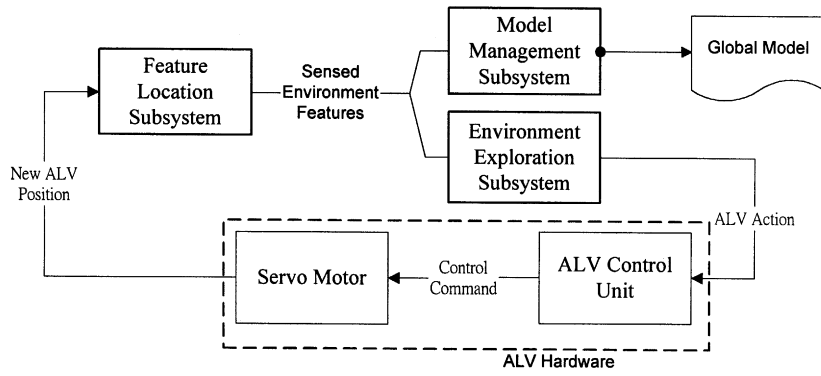 Feature
Location
Subsystem
Sensed
Environment
Features
Model
Management
Subsystem
Global Model
Environment
Exploration
Subsystem
New ALV
Position
ALV Action
Servo Motor
Control
Command
ALV Control
Unit
ALV Hardware